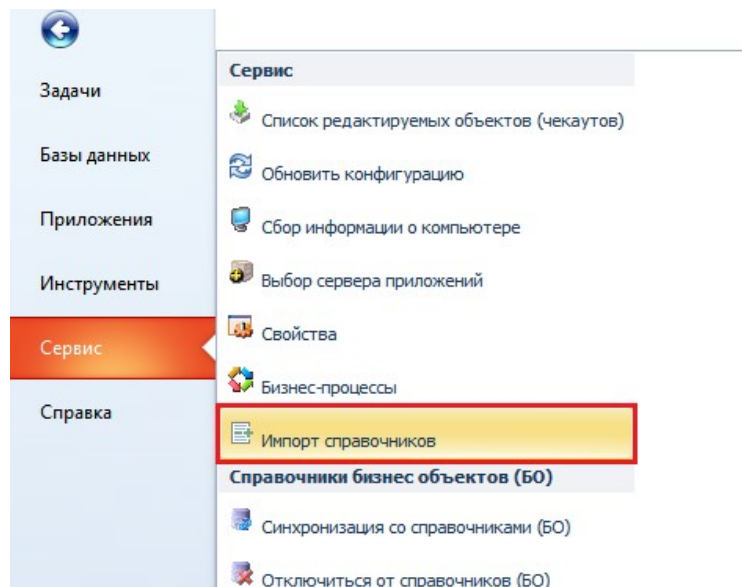 Задачи
Базы данных
Приложения
Инструменты
Сервис
Справка
Сервис
Список редактируемых объектов (чекаутов)
Обновить конфигурацию
Сбор информации о компьютере
Выбор сервера приложений
Свойства
Бизнес-процессы
Импорт справочников
Справочники бизнес объектов (БО)
Синхронизация со справочниками (БО)
Отключиться от справочников (БО)